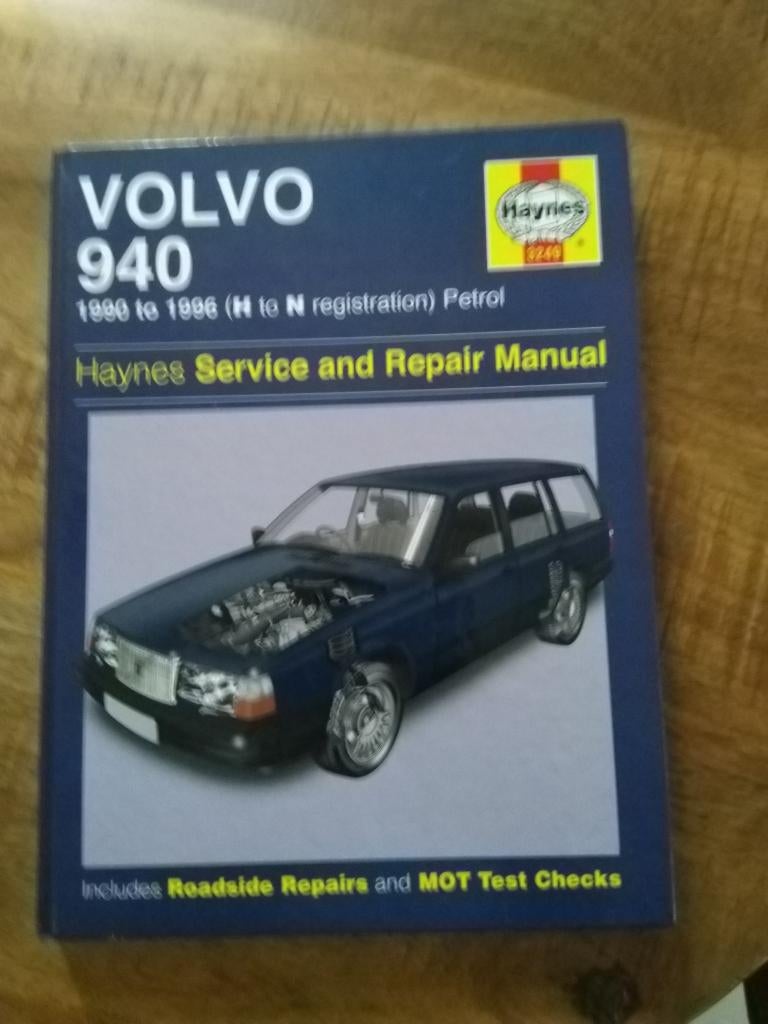 VOLVO
940
1990 to 1996 (H to N registration) Petrol
Haynes
3249
Haynes Service and Repair Manual
Includes Roadside Repairs and MOT Test Checks